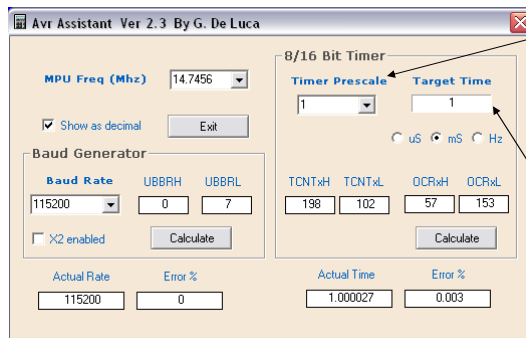 Avr Assistant Ver 2.3 By G. De Luca
MPU Freq (Mhz) 14.7456
Show as decimal Exit
Baud Generator
Baud Rate UBBRH UBBRL
115200 0 7
X2 enabled Calculate
Actual Rate Error %
115200 0
8/16 Bit Timer
Timer Prescale Target Time
1 1
uS mS Hz
TCNTxH TCNTxL OCRxH OCRxL
198 102 57 153
Calculate
Actual Time Error %
1.000027 0.003